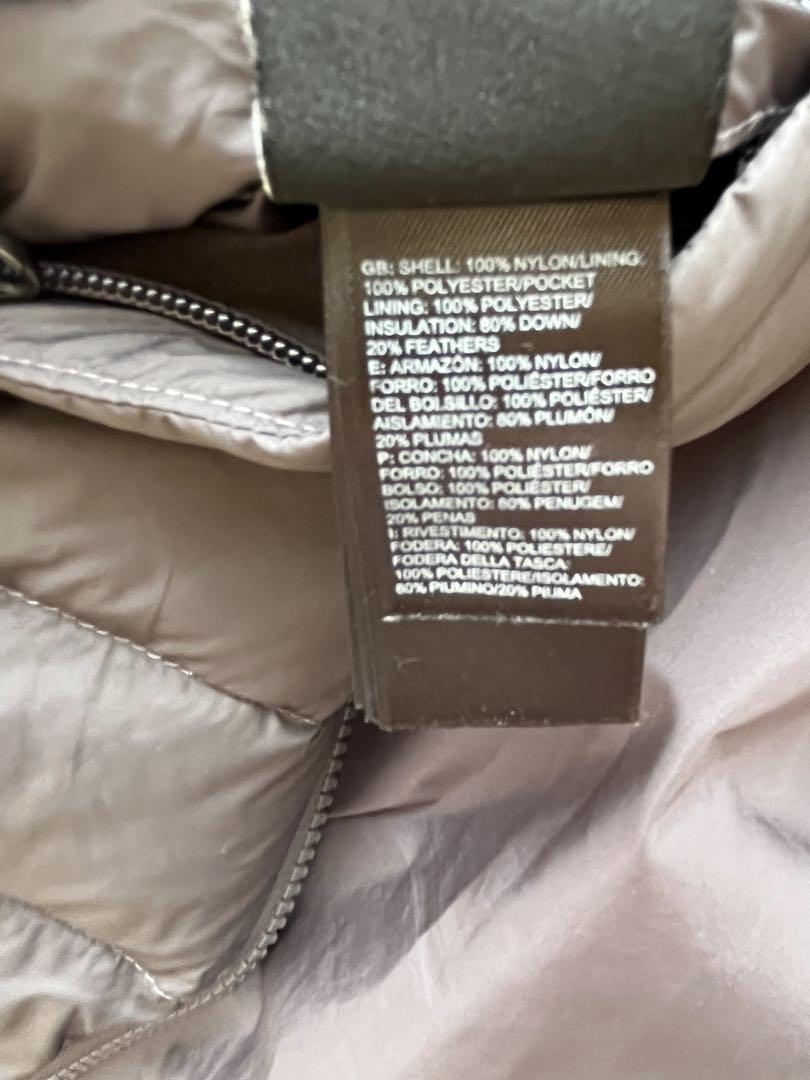 GB: SHELL: 100% NYLON/LINING:
100% POLYESTER/POCKET
LINING: 100% POLYESTER/
INSULATION: 80% DOWN/
20% FEATHERS
E: ARMAZÓN: 100% NYLON/
FORRO: 100% POLIÉSTER/FORRO
DEL BOLSILLO: 100% POLIÉSTER/
AISLAMIENTO: 80% PLUMÓN/
20% PLUMAS
P: CONCHA: 100% NYLON/
FORRO: 100% POLIÉSTER/FORRO
BOLSO: 100% POLIÉSTER/
ISOLAMENTO: 80% PENUGEM/
20% PENAS
I: RIVESTIMENTO: 100% NYLON/
FODERA: 100% POLIESTERE/
FODERA DELLA TASCA:
100% POLIESTERE/ISOLAMENTO:
80% PIUMINO/20% PIUMA